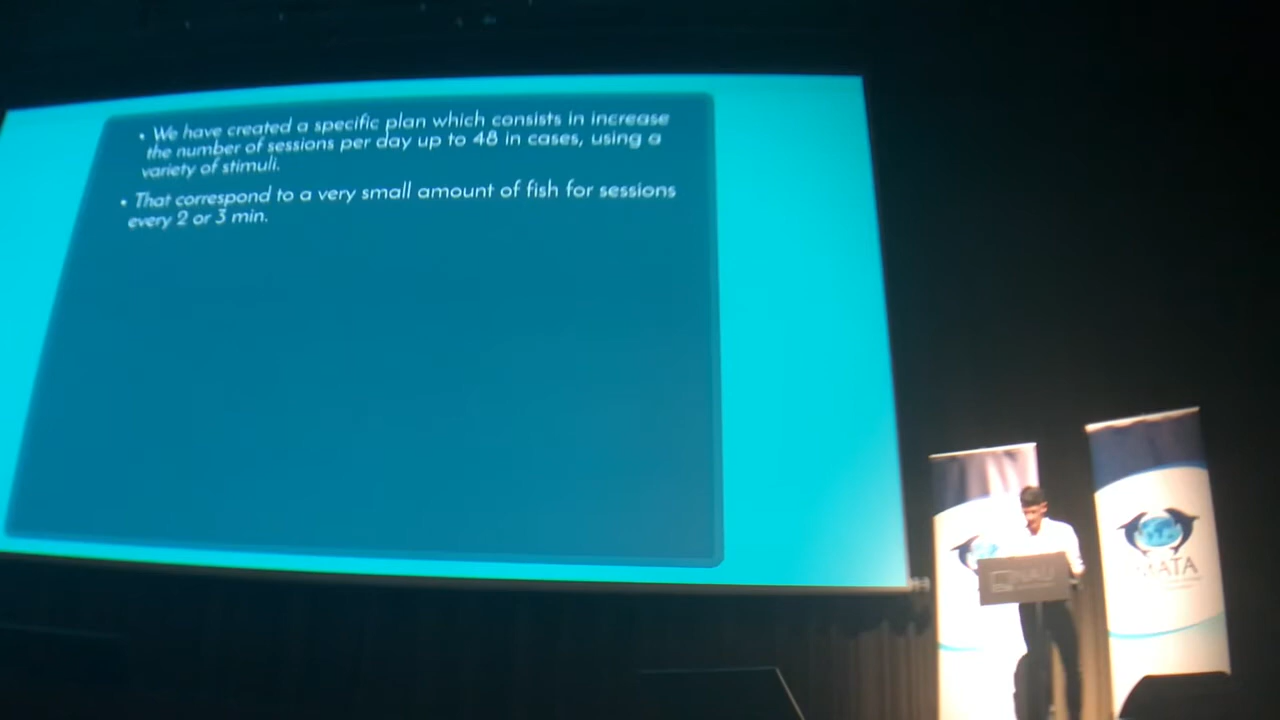 • We have created a specific plan which consists in increase
the number of sessions per day up to 48 in cases, using a
variety of stimuli.
• That correspond to a very small amount of fish for sessions
every 2 or 3 min.
MATA